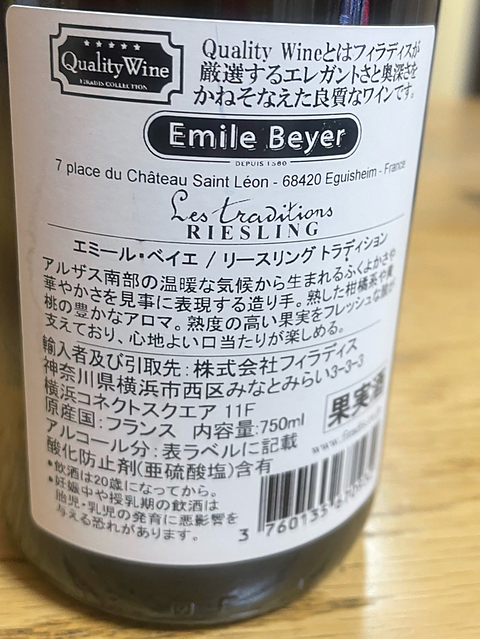 ★★★★★
Quality Wine
FIRADIS COLLECTION
Quality Wineとはフィラディスが
厳選するエレガントさと奥深さを
かねそなえた良質なワインです。
Emile Beyer
DEPUIS 1580
7 place du Château Saint Léon - 68420 Eguisheim - France
Les traditions
RIESLING
エミール・ベイエ / リースリング トラディション
アルザス南部の温暖な気候から生まれるふくよかさや
華やかさを見事に表現する造り手。熟した柑橘系や
桃の豊かなアロマ。熟度の高い果実をフレッシュな酸が
支えており、心地よい口当たりが楽しめる。
輸入者及び引取先：株式会社フィラディス
神奈川県横浜市西区みなとみらい3-3-3
横浜コネクトスクエア 11F
原産国：フランス 内容量:750ml
果実酒
アルコール分：表ラベルに記載
酸化防止剤(亜硫酸塩)含有
•飲酒は20歳になってから。
•妊娠中や授乳期の飲酒は
胎児・乳児の発育に悪影響を
与える恐れがあります。
3 760135